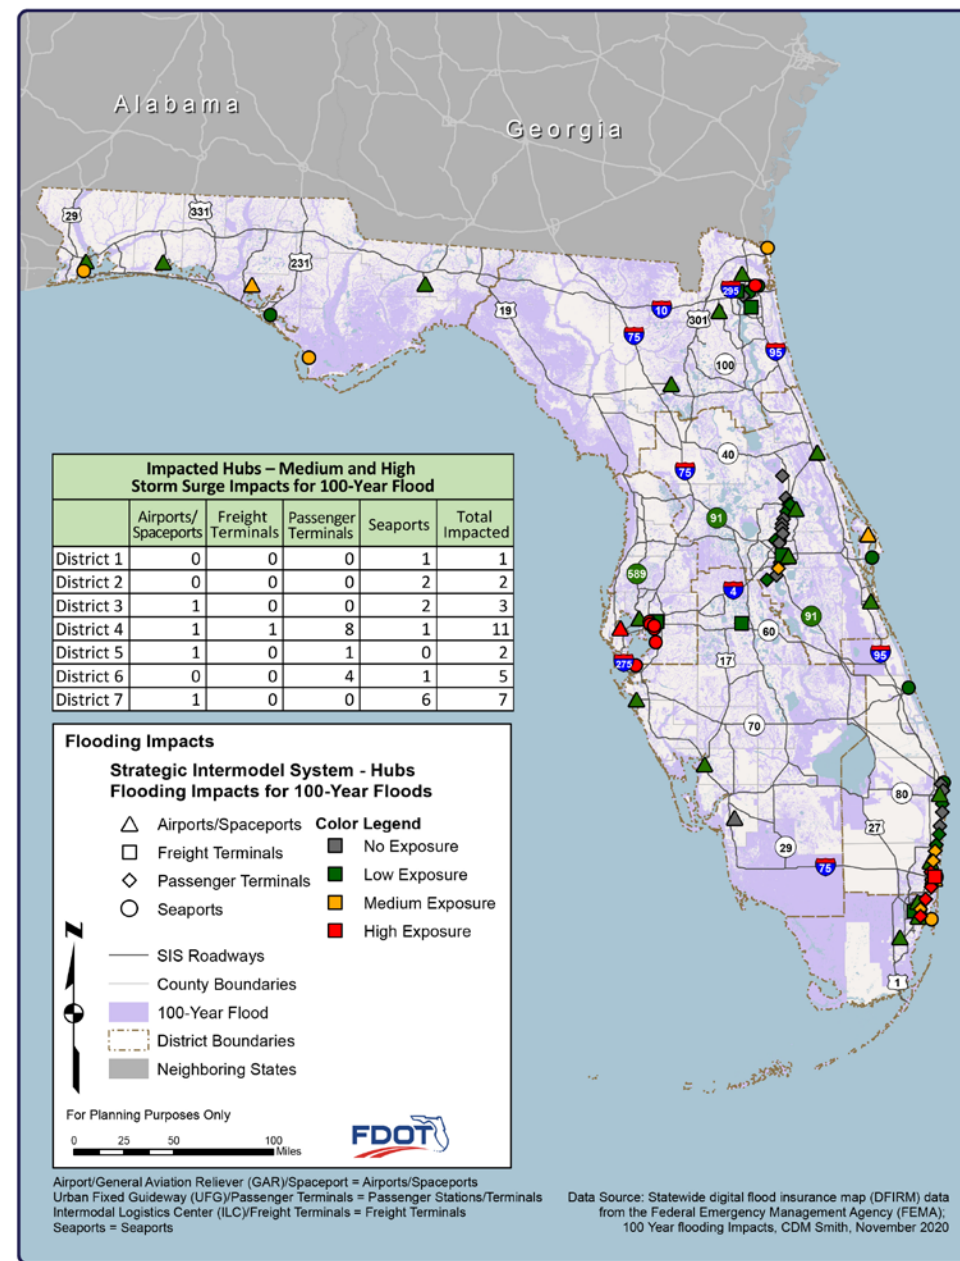 Alabama
Georgia
29
331
231
19
10
75
295
301
95
100
40
75
91
589
4
91
60
95
17
275
70
80
27
29
75
1
Impacted Hubs – Medium and High
Storm Surge Impacts for 100-Year Flood
Airports/ Spaceports Freight Terminals Passenger Terminals Seaports Total Impacted
District 1 0 0 0 1 1
District 2 0 0 0 2 2
District 3 1 0 0 2 3
District 4 1 1 8 1 11
District 5 1 0 1 0 2
District 6 0 0 4 1 5
District 7 1 0 0 6 7
Flooding Impacts
Strategic Intermodel System - Hubs
Flooding Impacts for 100-Year Floods
Airports/Spaceports
Freight Terminals
Passenger Terminals
Seaports
Color Legend
No Exposure
Low Exposure
Medium Exposure
High Exposure
SIS Roadways
County Boundaries
100-Year Flood
District Boundaries
Neighboring States
N
For Planning Purposes Only
0 25 50 100
Miles
FDOT
Airport/General Aviation Reliever (GAR)/Spaceport = Airports/Spaceports
Urban Fixed Guideway (UFG)/Passenger Terminals = Passenger Stations/Terminals
Intermodal Logistics Center (ILC)/Freight Terminals = Freight Terminals
Seaports = Seaports
Data Source: Statewide digital flood insurance map (DFIRM) data
from the Federal Emergency Management Agency (FEMA);
100 Year flooding Impacts, CDM Smith, November 2020